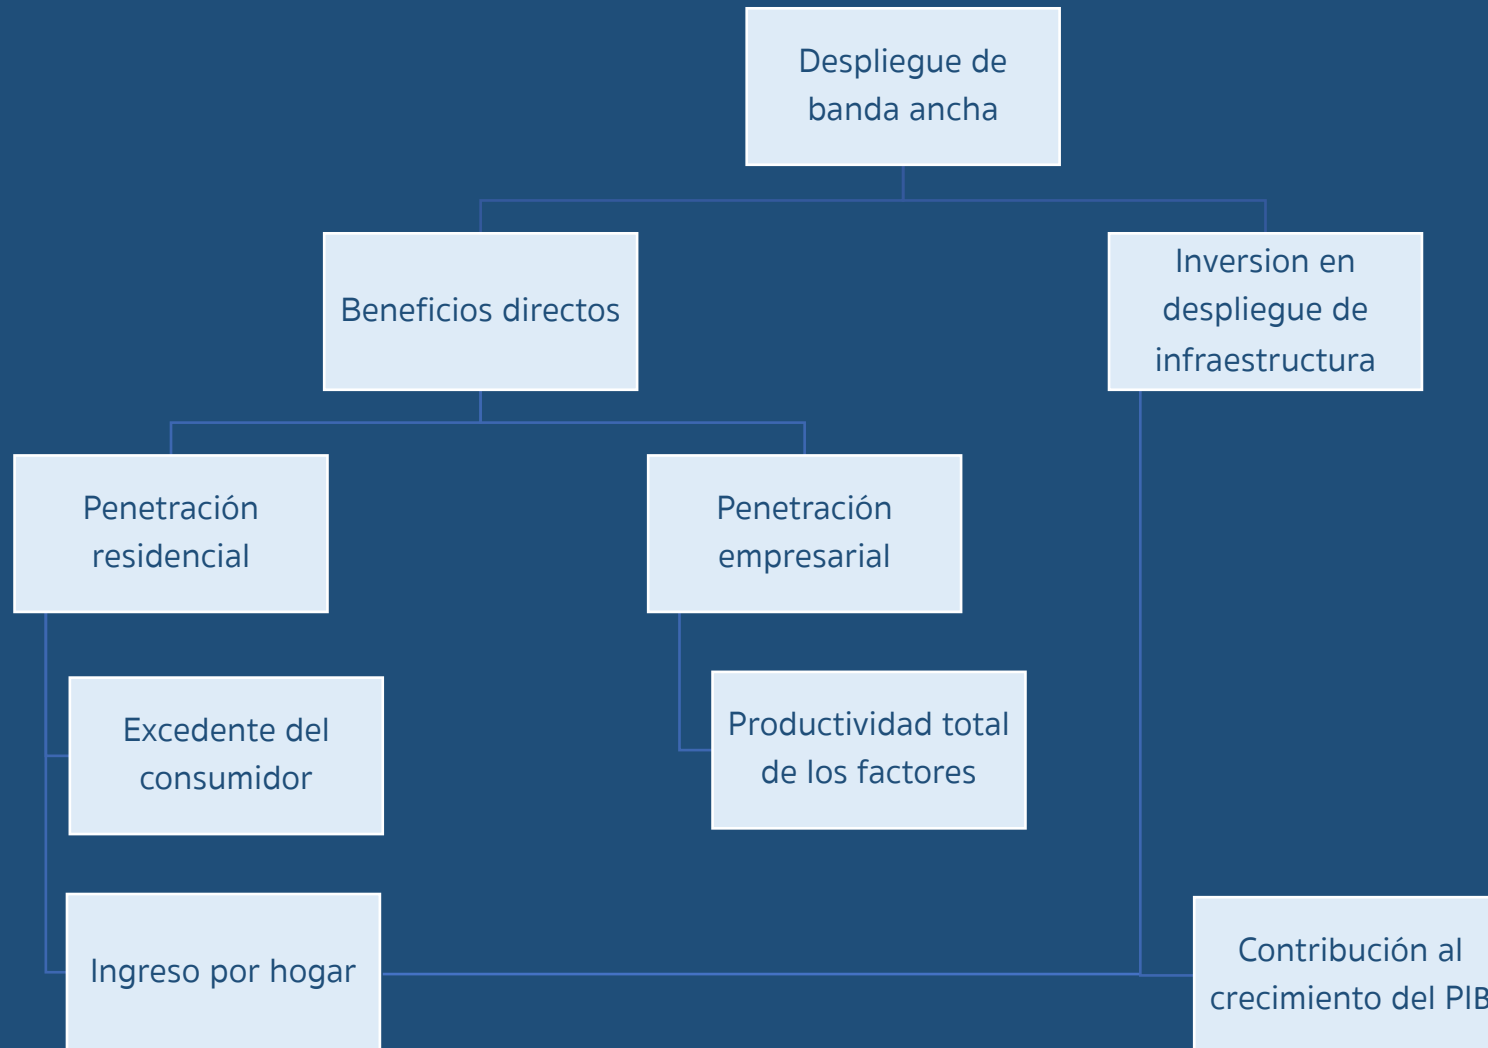 Despliegue de
banda ancha
Beneficios directos
Inversion en
despliegue de
infraestructura
Penetración
residencial
Penetración
empresarial
Excedente del
consumidor
Productividad total
de los factores
Ingreso por hogar
Contribución al
crecimiento del PIB